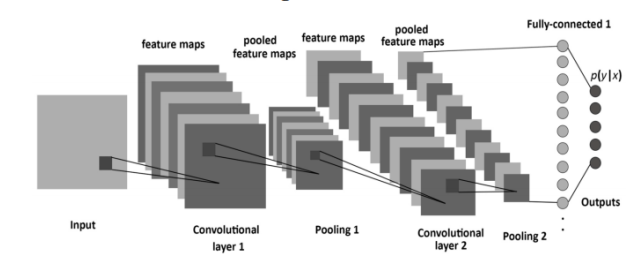 Fully-connected 1
pooled
feature maps
feature maps
pooled
feature maps
feature maps
p(y|x)
Input
Convolutional
layer 1
Pooling 1
Convolutional
layer 2
Pooling 2
Outputs